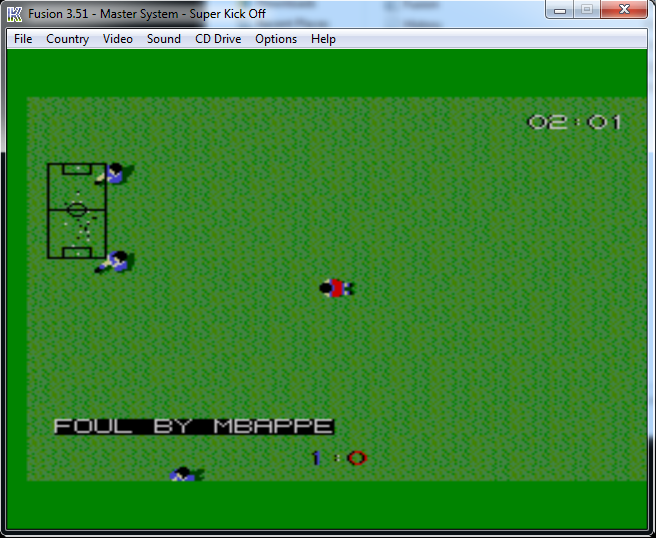 Fusion 3.51 - Master System - Super Kick Off
File Country Video Sound CD Drive Options Help
02:01
FOUL BY MBAPPE
1:0